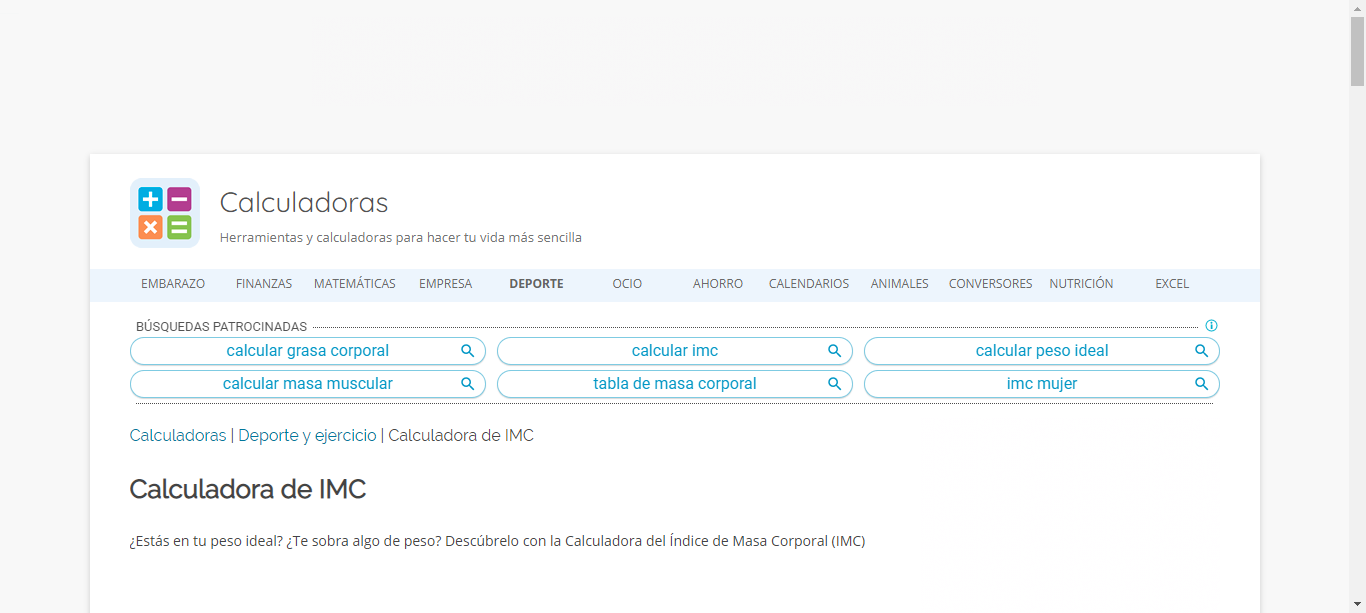 Calculadoras
Herramientas y calculadoras para hacer tu vida más sencilla
EMBARAZO FINANZAS MATEMÁTICAS EMPRESA DEPORTE OCIO AHORRO CALENDARIOS ANIMALES CONVERSORES NUTRICIÓN EXCEL
BÚSQUEDAS PATROCINADAS
calcular grasa corporal calcular imc calcular peso ideal
calcular masa muscular tabla de masa corporal imc mujer
Calculadoras | Deporte y ejercicio | Calculadora de IMC
Calculadora de IMC
¿Estás en tu peso ideal? ¿Te sobra algo de peso? Descúbrelo con la Calculadora del Índice de Masa Corporal (IMC)